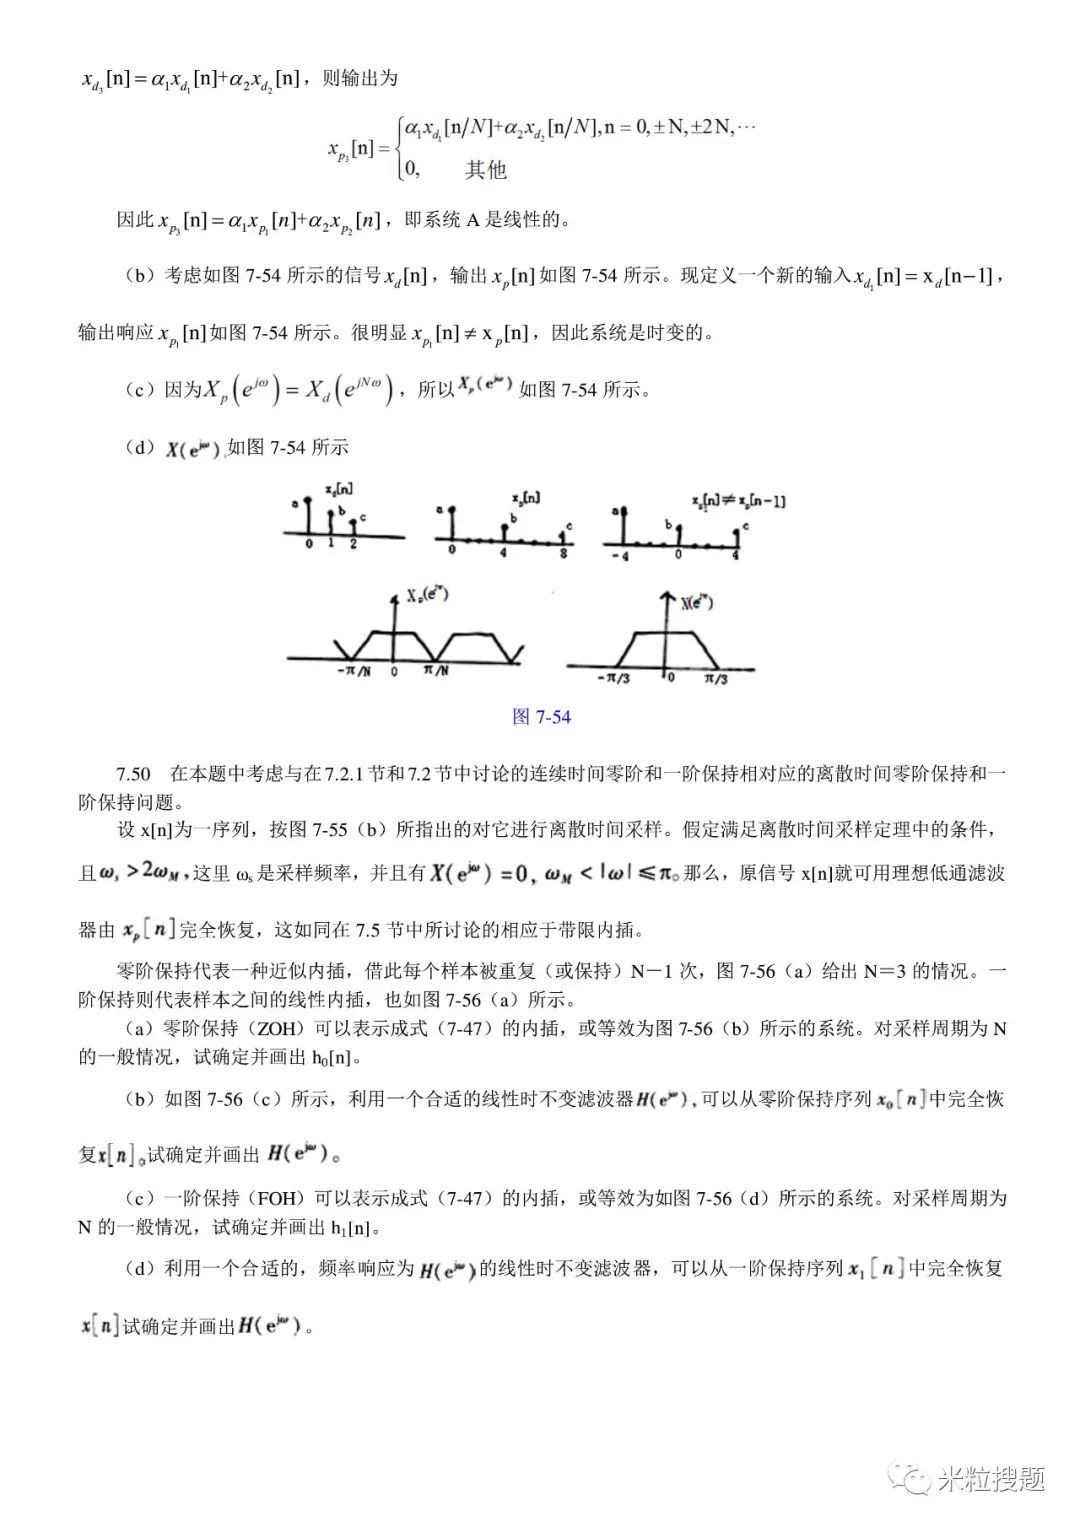 x_{d_3}[n]=α_1x_{d_1}[n]+α_2x_{d_2}[n]，则输出为
x_{p_3}[n]={α_1x_{d_1}[n/N]+α_2x_{d_2}[n/N],n=0,±N,±2N,⋯
0, 其他
因此 x_{p_3}[n]=α_1x_{p_1}[n]+α_2x_{p_2}[n]，即系统 A 是线性的。
（b）考虑如图 7-54 所示的信号 x_d[n]，输出 x_p[n] 如图 7-54 所示。现定义一个新的输入 x_{d_1}[n]=x_d[n-1]，
输出响应 x_{p_1}[n] 如图 7-54 所示。很明显 x_{p_1}[n]≠x_p[n]，因此系统是时变的。
（c）因为 X_p(e^{jω})=X_d(e^{jNω})，所以 X_p(e^{jω}) 如图 7-54 所示。
（d）X(e^{jω}) 如图 7-54 所示
x_d[n] a b c 0 1 2
x_p[n] a b c 0 4 8
x_{p_1}[n]≠x_p[n-1] a b c -4 0 4
X_p(e^{jw}) -π/N 0 π/N
X(e^{jw}) -π/3 0 π/3
图 7-54
7.50 在本题中考虑与在 7.2.1 节和 7.2 节中讨论的连续时间零阶和一阶保持相对应的离散时间零阶保持和一
阶保持问题。
设 x[n]为一序列，按图 7-55（b）所指出的对它进行离散时间采样。假定满足离散时间采样定理中的条件，
且 ω_s>2ω_M，这里 ω_s 是采样频率，并且有 X(e^{jω})=0, ω_M<|ω|≤π。那么，原信号 x[n]就可用理想低通滤波
器由 x_p[n]完全恢复，这如同在 7.5 节中所讨论的相应于带限内插。
零阶保持代表一种近似内插，借此每个样本被重复（或保持）N－1 次，图 7-56（a）给出 N＝3 的情况。一
阶保持则代表样本之间的线性内插，也如图 7-56（a）所示。
（a）零阶保持（ZOH）可以表示成式（7-47）的内插，或等效为图 7-56（b）所示的系统。对采样周期为 N
的一般情况，试确定并画出 h_0[n]。
（b）如图 7-56（c）所示，利用一个合适的线性时不变滤波器 H(e^{jω})，可以从零阶保持序列 x_0[n]中完全恢
复 x[n]。试确定并画出 H(e^{jω})。
（c）一阶保持（FOH）可以表示成式（7-47）的内插，或等效为如图 7-56（d）所示的系统。对采样周期为
N 的一般情况，试确定并画出 h_1[n]。
（d）利用一个合适的，频率响应为 H(e^{jω})的线性时不变滤波器，可以从一阶保持序列 x_1[n]中完全恢复
x[n]试确定并画出 H(e^{jω})。
米粒搜题